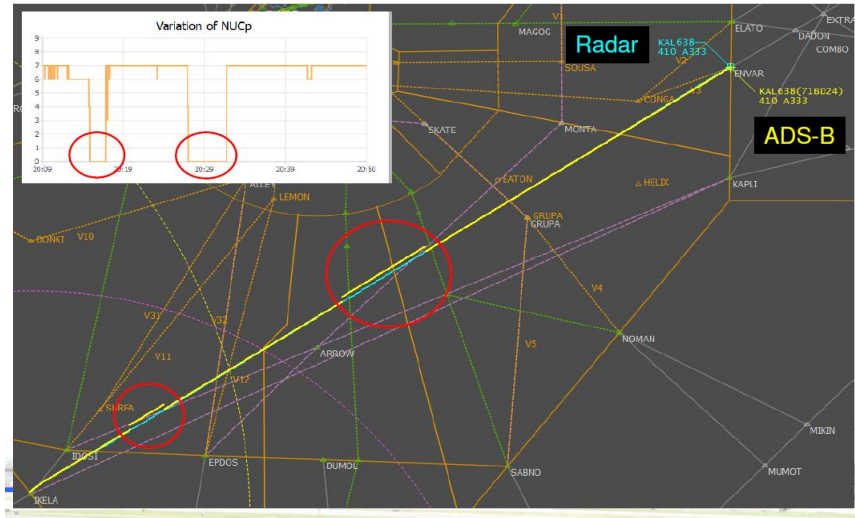 Variation of NUCp
9
8
7
6
5
4
3
2
1
0
20:09
20:19
20:29
20:39
20:50
Radar
KAL638
410 A333
KAL638(71BD24)
410 A333
ADS-B
MAGOG
V1
ELATO
EXTRA
DADON
COMBO
SOUSA
V2
ENVAR
CONGA
V3
SKATE
MONTA
EATON
HELIX
KAPLI
LEMON
GRUPA
GRUPA
DONKI
V10
V4
V31
V32
V11
V12
ARROW
V5
NOMAN
SURFA
IDOSI
EPDOS
DUMOL
SABNO
MIKIN
MUMOT
IKELA